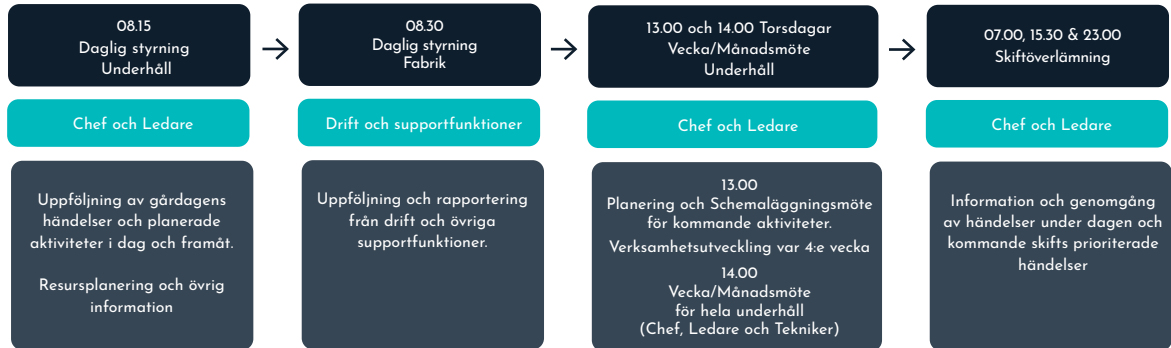 08.15
Daglig styrning
Underhåll
08.30
Daglig styrning
Fabrik
13.00 och 14.00 Torsdagar
Vecka/Månadsmöte
Underhåll
07.00, 15.30 & 23.00
Skiftöverlämning
Chef och Ledare
Drift och supportfunktioner
Chef och Ledare
Chef och Ledare
Uppföljning av gårdagens
händelser och planerade
aktiviteter i dag och framåt.
Resursplanering och övrig
information
Uppföljning och rapportering
från drift och övriga
supportfunktioner.
13.00
Planering och Schemaläggningsmöte
för kommande aktiviteter.
Verksamhetsutveckling var 4:e vecka
14.00
Vecka/Månadsmöte
för hela underhåll
(Chef, Ledare och Tekniker)
Information och genomgång
av händelser under dagen och
kommande skifts prioriterade
händelser